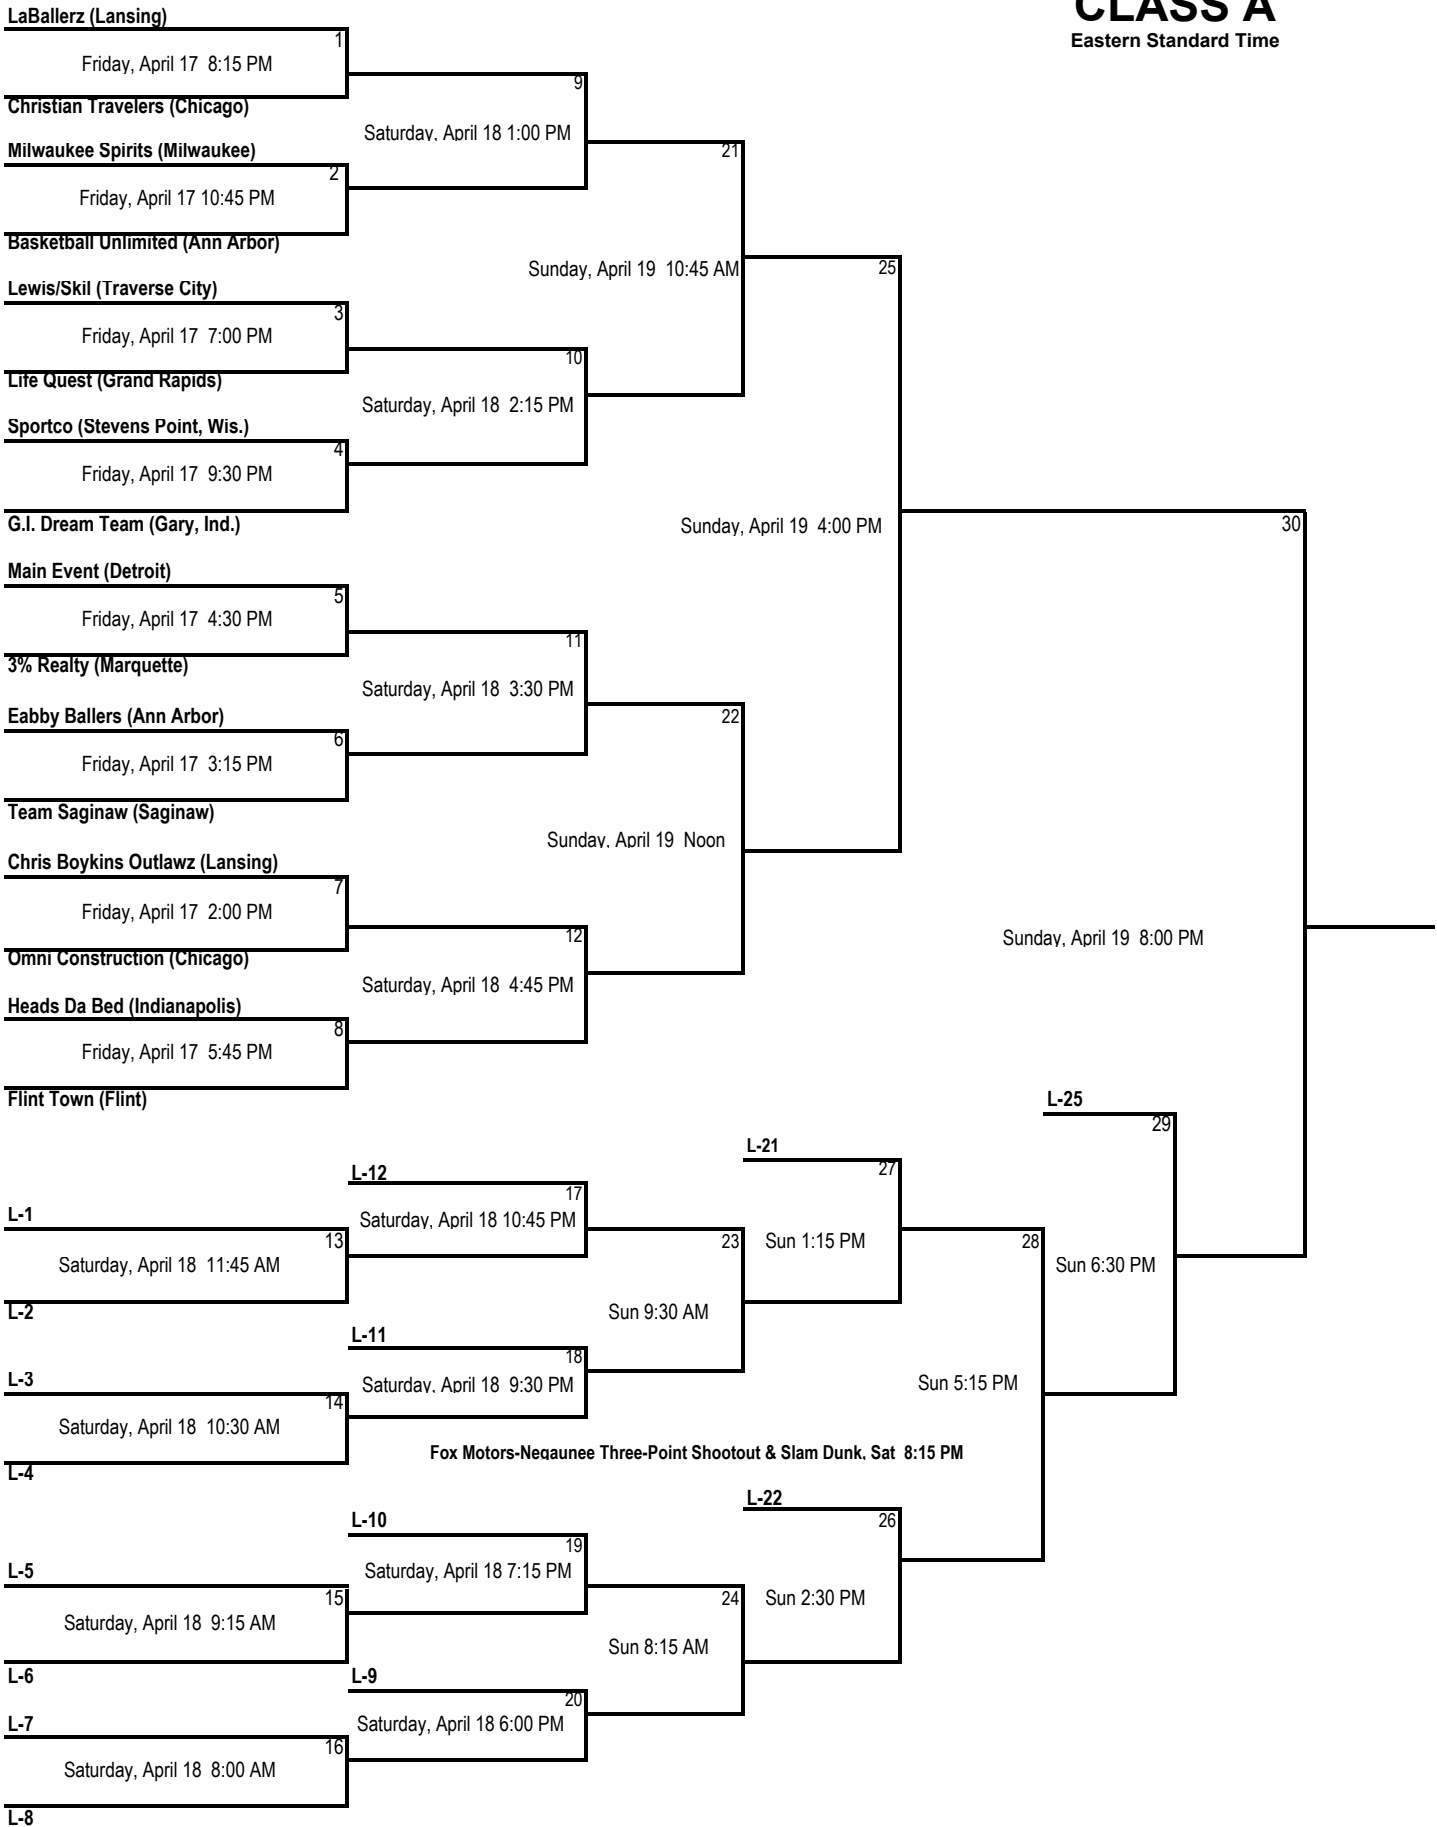 CLASS A
Eastern Standard Time
LaBallerz (Lansing)
1
Friday, April 17 8:15 PM
9
Christian Travelers (Chicago)
Saturday, April 18 1:00 PM
Milwaukee Spirits (Milwaukee)
21
2
Friday, April 17 10:45 PM
Basketball Unlimited (Ann Arbor)
Sunday, April 19 10:45 AM
25
Lewis/Skil (Traverse City)
3
Friday, April 17 7:00 PM
10
Life Quest (Grand Rapids)
Saturday, April 18 2:15 PM
Sportco (Stevens Point, Wis.)
4
Friday, April 17 9:30 PM
G.I. Dream Team (Gary, Ind.)
Sunday, April 19 4:00 PM
30
Main Event (Detroit)
5
Friday, April 17 4:30 PM
11
3% Realty (Marquette)
Saturday, April 18 3:30 PM
Eabby Ballers (Ann Arbor)
22
6
Friday, April 17 3:15 PM
Team Saginaw (Saginaw)
Sunday, April 19 Noon
Chris Boykins Outlawz (Lansing)
7
Friday, April 17 2:00 PM
12
Sunday, April 19 8:00 PM
Omni Construction (Chicago)
Saturday, April 18 4:45 PM
Heads Da Bed (Indianapolis)
8
Friday, April 17 5:45 PM
Flint Town (Flint)
L-25
29
L-21
27
L-12
17
L-1
Saturday, April 18 10:45 PM
13
23
Sun 1:15 PM
28
Saturday, April 18 11:45 AM
Sun 6:30 PM
L-2
Sun 9:30 AM
L-11
18
L-3
Saturday, April 18 9:30 PM
Sun 5:15 PM
14
Saturday, April 18 10:30 AM
Fox Motors-Negaunee Three-Point Shootout & Slam Dunk, Sat 8:15 PM
L-4
L-22
L-10
26
19
L-5
Saturday, April 18 7:15 PM
15
24
Sun 2:30 PM
Saturday, April 18 9:15 AM
Sun 8:15 AM
L-6
L-9
20
L-7
Saturday, April 18 6:00 PM
16
Saturday, April 18 8:00 AM
L-8